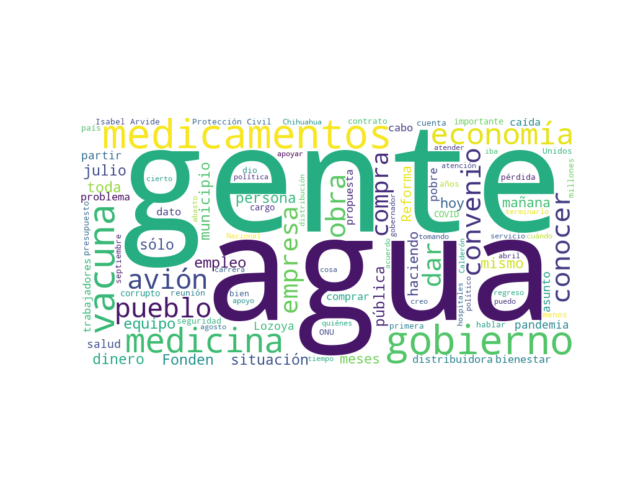 Isabel Arvide Protección Civil Chihuahua contrato cuenta importante caída
país medicamentos cabo economía
partir gente iba Unidos
julio cierto dio apoyar propuesta Reforma pobre atender atención pérdida
toda municipio política compra hoy años mañana millones
problema persona distribución obra COVID terminarlo
vacuna dato abasto cargo gobernador convenio
presupuesto sólo Nacional agua tomando servicio cuándo conocer
septiembre empresa acuerdo haciendo dar Calderón abril mismo
avión empleo carrera cosa regreso asunto
trabajadores corrupto reunión bien comprar pública creo político puedo
pueblo apoyo quiénes hospitales menos
equipo seguridad agosto Lozoya ONU primera hablar pandemia
salud medicina gobierno
dinero Fonden situación tiempo meses distribuidora bienestar